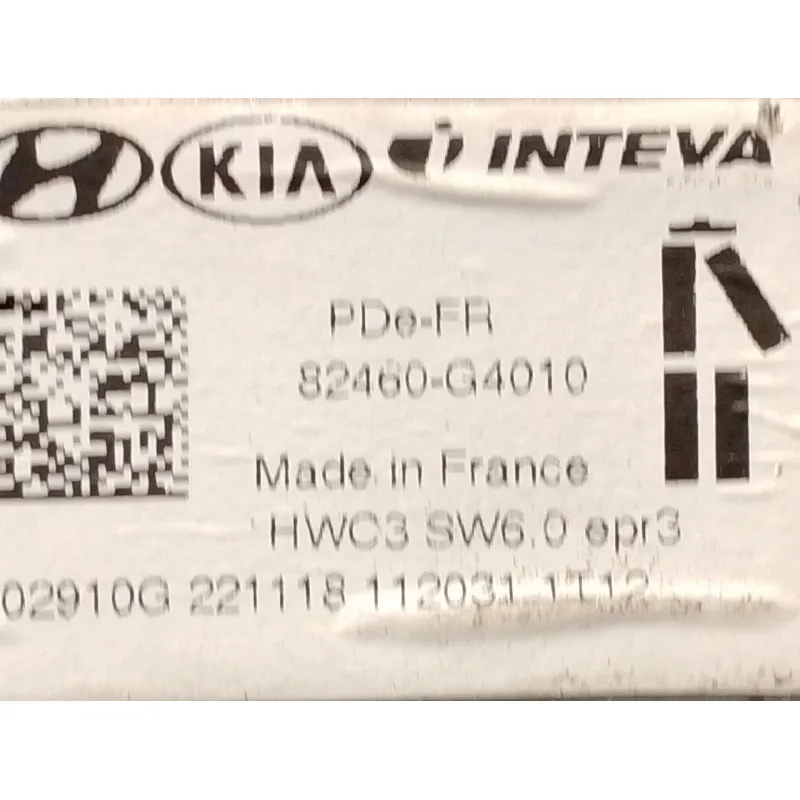 KIA INTEVA
PDe-FR
82460-G4010
Made in France
HWC3 SW6.0 epr3
02910G 221118 112031 1T12